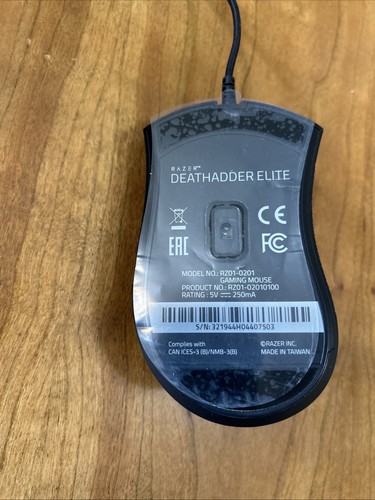 RAZER™
DEATHADDER ELITE
CE
EAC
FC
MODEL NO.: RZ01-0201
GAMING MOUSE
PRODUCT NO.: RZ01-02010100
RATING: 5V ⎓ 250mA
S/N: 321944H04407503
Complies with
CAN ICES-3 (B)/NMB-3(B)
©RAZER INC.
MADE IN TAIWAN